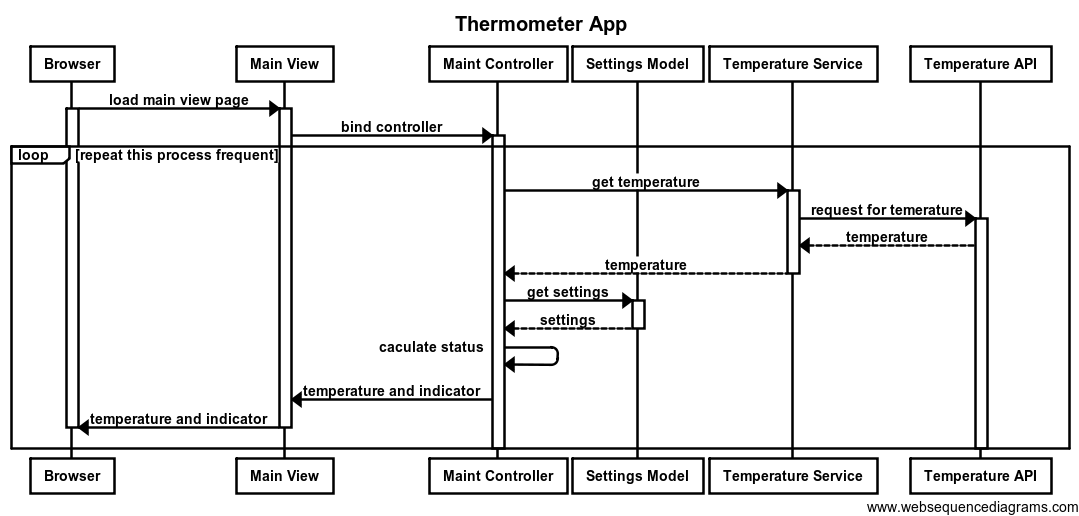 Thermometer App
Browser
Main View
Maint Controller
Settings Model
Temperature Service
Temperature API
load main view page
bind controller
loop
[repeat this process frequent]
get temperature
request for temerature
temperature
temperature
get settings
settings
caculate status
temperature and indicator
temperature and indicator
Browser
Main View
Maint Controller
Settings Model
Temperature Service
Temperature API
www.websequencediagrams.com